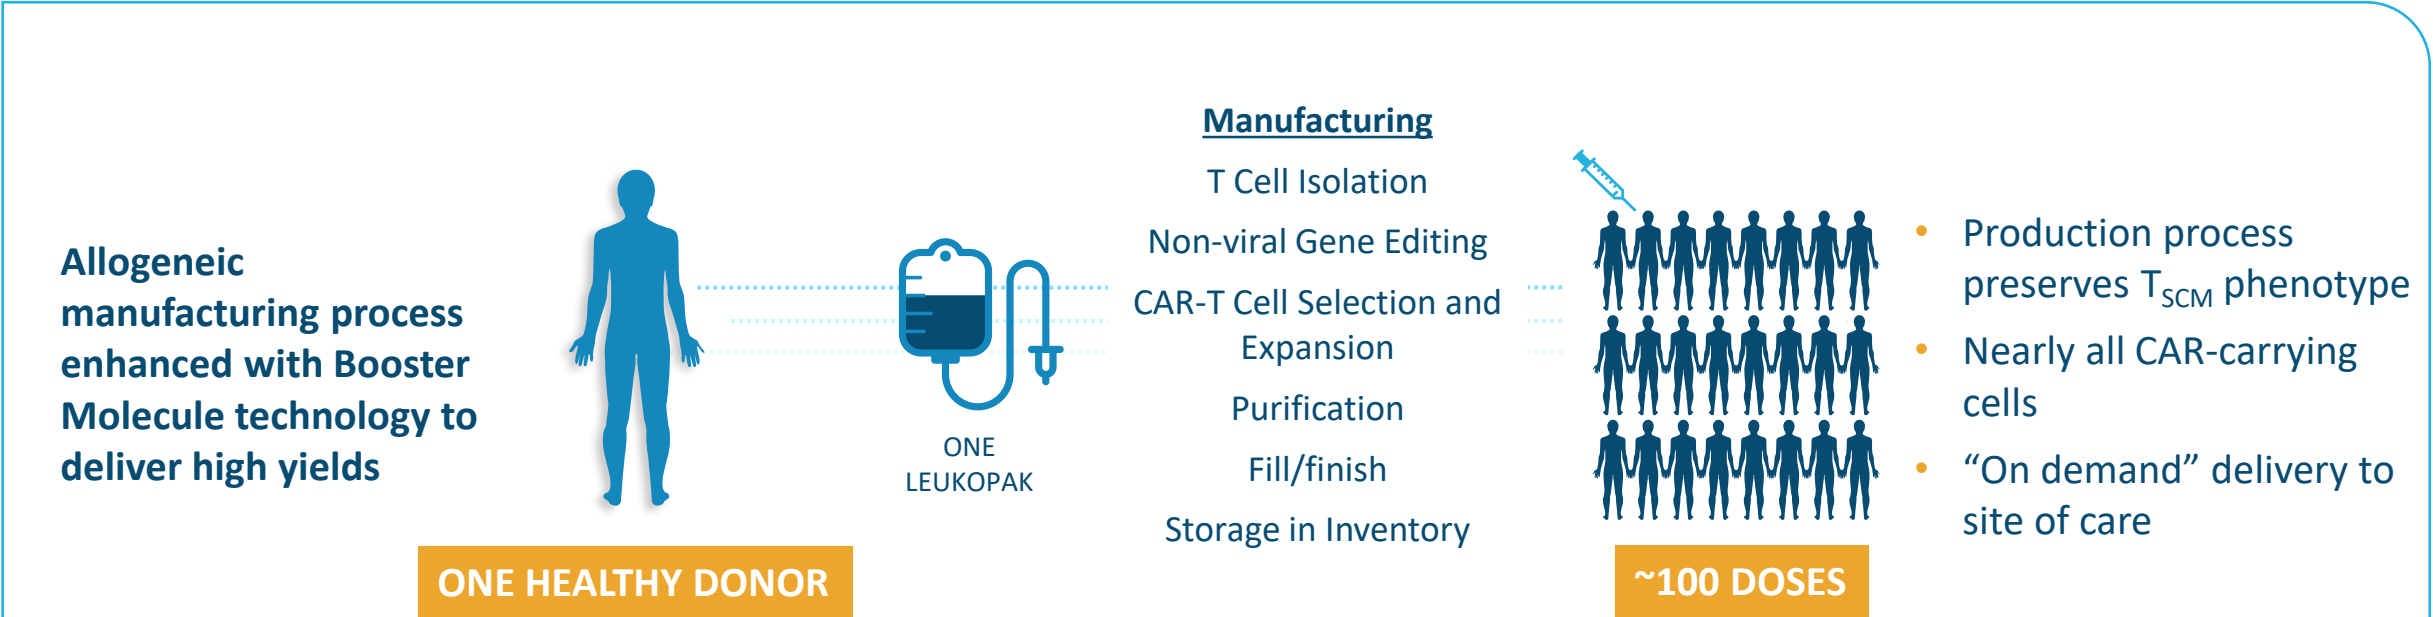 Allogeneic
manufacturing process
enhanced with Booster
Molecule technology to
deliver high yields
ONE HEALTHY DONOR
ONE
LEUKOPAK
Manufacturing
T Cell Isolation
Non-viral Gene Editing
CAR-T Cell Selection and
Expansion
Purification
Fill/finish
Storage in Inventory
~100 DOSES
• Production process
preserves TSCM phenotype
• Nearly all CAR-carrying
cells
• “On demand” delivery to
site of care